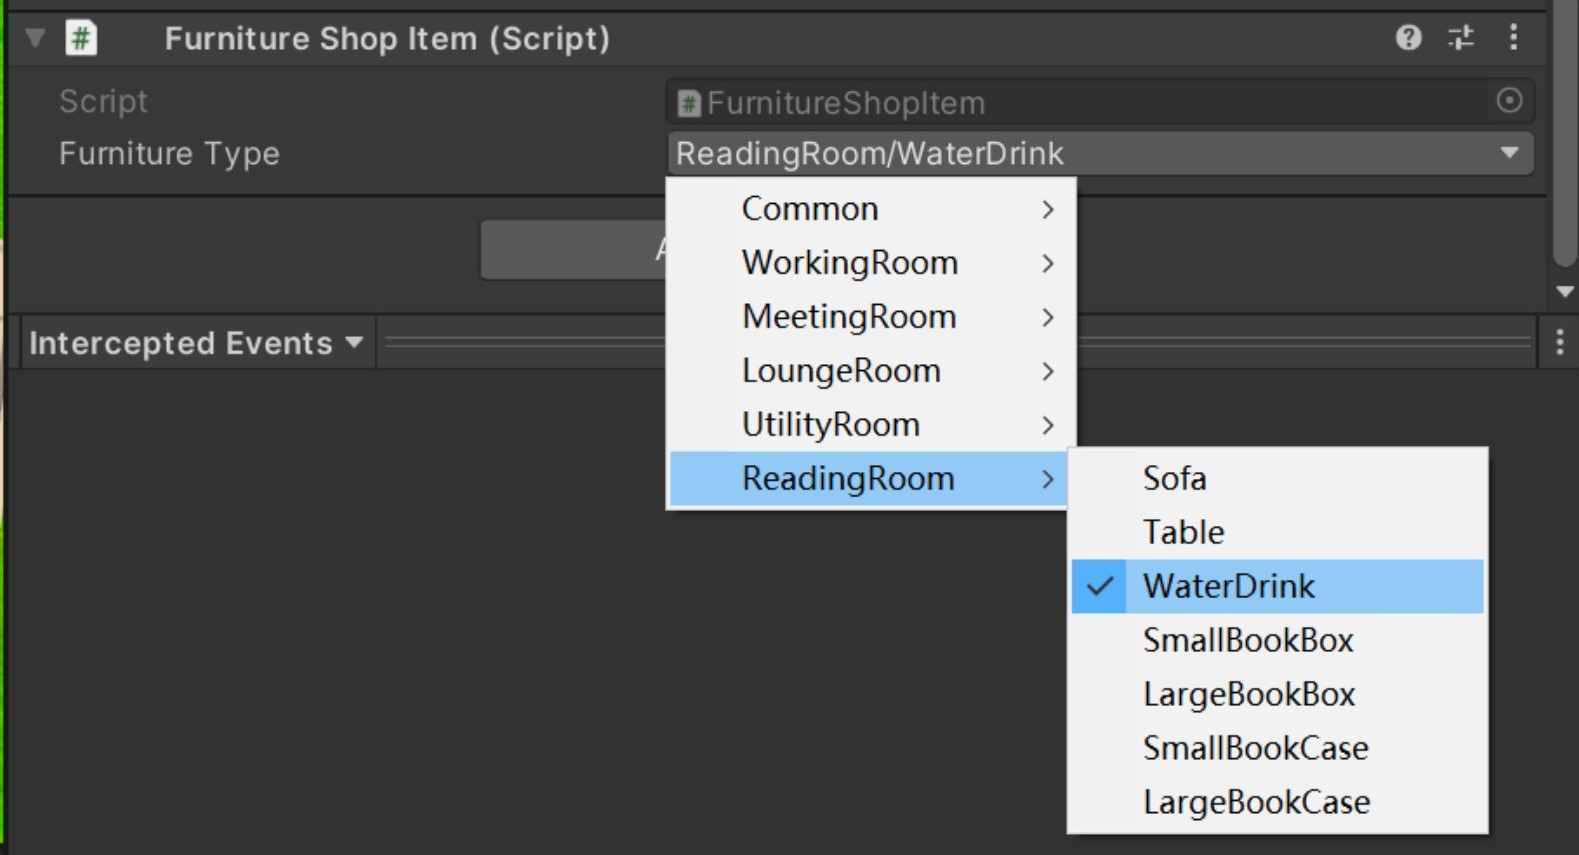 Furniture Shop Item (Script)
Script
FurnitureShopItem
Furniture Type
ReadingRoom/WaterDrink
Common
WorkingRoom
MeetingRoom
LoungeRoom
UtilityRoom
ReadingRoom
Sofa
Table
WaterDrink
SmallBookBox
LargeBookBox
SmallBookCase
LargeBookCase
Intercepted Events